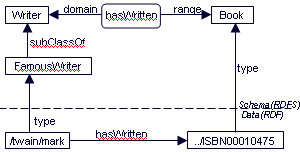 Writer domain hasWritten range Book
subClassOf
FamousWriter
type
Schema(RDFS)
Data(RDF)
type
hasWritten
/twain/mark ../ISBN00010475